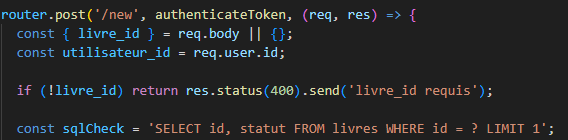 router.post('/new', authenticateToken, (req, res) => {
const { livre_id } = req.body || {};
const utilisateur_id = req.user.id;
if (!livre_id) return res.status(400).send('livre_id requis');
const sqlCheck = 'SELECT id, statut FROM livres WHERE id = ? LIMIT 1';